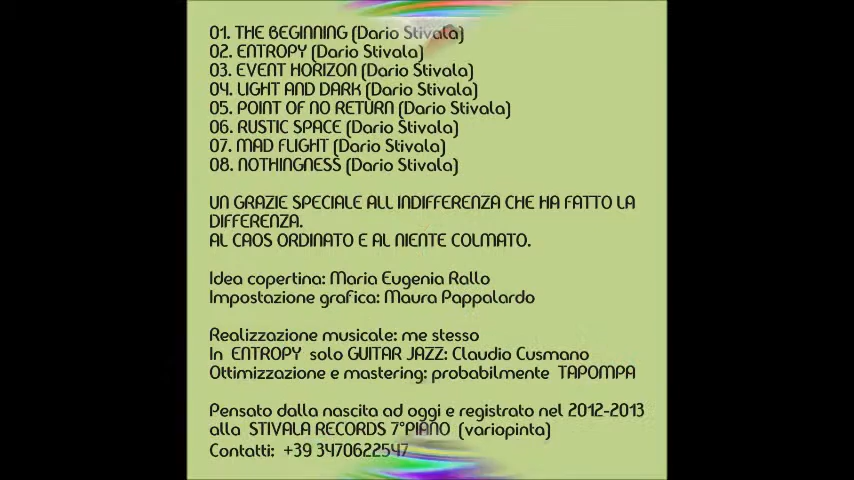 01. THE BEGINNING (Dario Stivala)
02. ENTROPY (Dario Stivala)
03. EVENT HORIZON (Dario Stivala)
04. LIGHT AND DARK (Dario Stivala)
05. POINT OF NO RETURN (Dario Stivala)
06. RUSTIC SPACE (Dario Stivala)
07. MAD FLIGHT (Dario Stivala)
08. NOTHINGNESS (Dario Stivala)
UN GRAZIE SPECIALE ALL INDIFFERENZA CHE HA FATTO LA
DIFFERENZA.
AL CAOS ORDINATO E AL NIENTE COLMATO.
Idea copertina: Maria Eugenia Rallo
Impostazione grafica: Maura Pappalardo
Realizzazione musicale: me stesso
In ENTROPY solo GUITAR JAZZ: Claudio Cusmano
Ottimizzazione e mastering: probabilmente TAPOMPA
Pensato dalla nascita ad oggi e registrato nel 2012-2013
alla STIVALA RECORDS 7°PIANO (variopinta)
Contatti: +39 3470622547